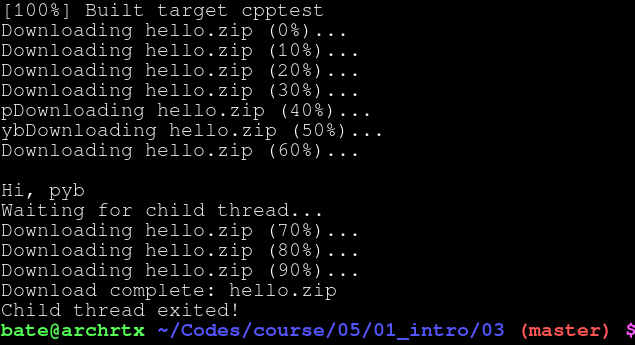 [100%] Built target cpptest
Downloading hello.zip (0%)...
Downloading hello.zip (10%)...
Downloading hello.zip (20%)...
Downloading hello.zip (30%)...
pDownloading hello.zip (40%)...
ybDownloading hello.zip (50%)...
Downloading hello.zip (60%)...
Hi, pyb
Waiting for child thread...
Downloading hello.zip (70%)...
Downloading hello.zip (80%)...
Downloading hello.zip (90%)...
Download complete: hello.zip
Child thread exited!
bate@archrtx ~/Codes/course/05/01_intro/03 (master) $